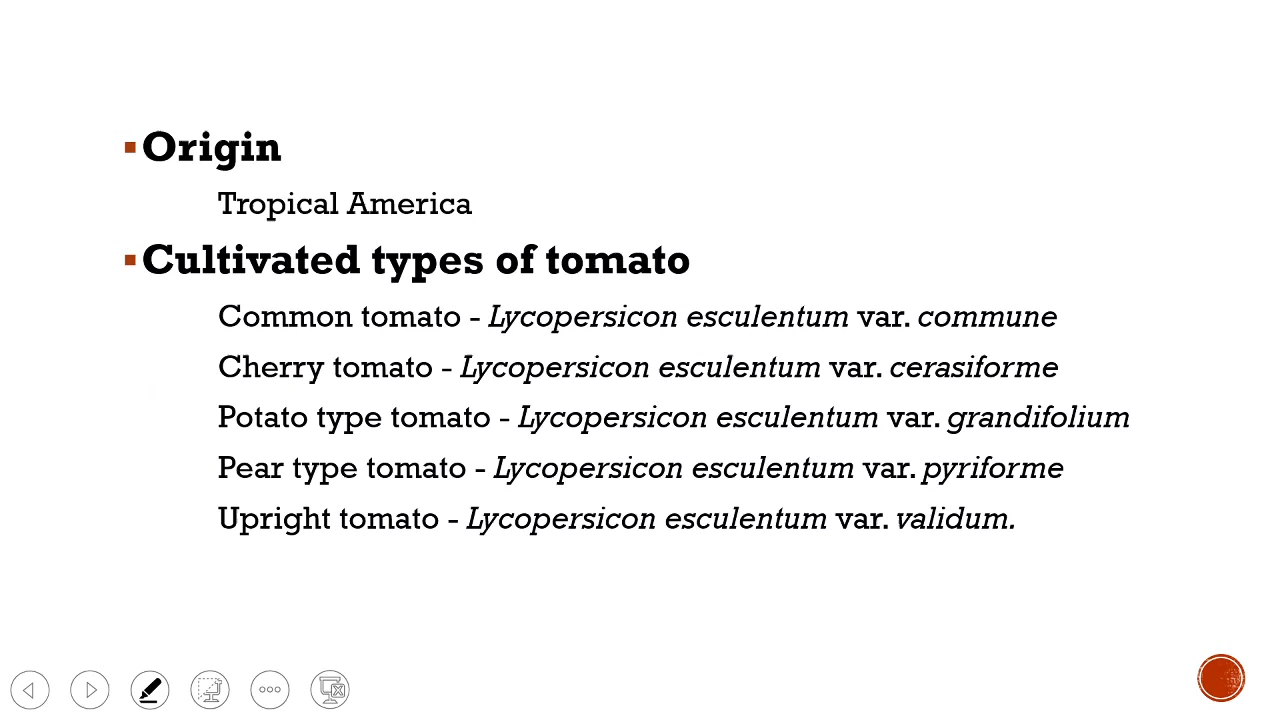 Origin
Tropical America
Cultivated types of tomato
Common tomato - Lycopersicon esculentum var. commune
Cherry tomato - Lycopersicon esculentum var. cerasiforme
Potato type tomato - Lycopersicon esculentum var. grandifolium
Pear type tomato - Lycopersicon esculentum var. pyriforme
Upright tomato - Lycopersicon esculentum var. validum.